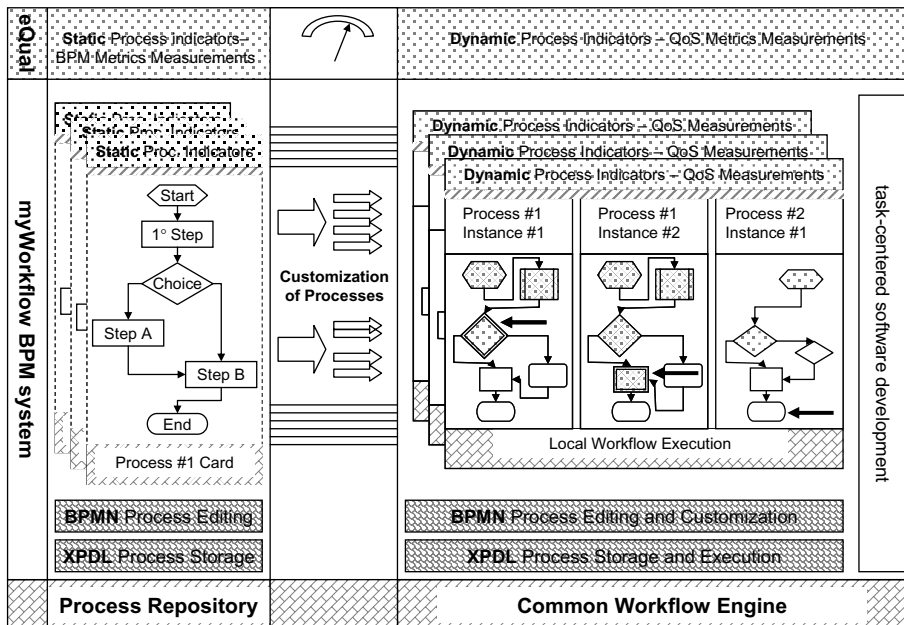 eQual
Static Process Indicators–
BPM Metrics Measurements
Dynamic Process Indicators – QoS Metrics Measurements
myWorkflow BPM system
Static Proc. Indicators
Static Proc. Indicators
Static Proc. Indicators
Start
1° Step
Choice
Step A
Step B
End
Process #1 Card
Customization
of Processes
Dynamic Process Indicators – QoS Measurements
Dynamic Process Indicators – QoS Measurements
Dynamic Process Indicators – QoS Measurements
Process #1
Instance #1
Process #1
Instance #2
Process #2
Instance #1
Local Workflow Execution
task-centered software development
BPMN Process Editing
XPDL Process Storage
BPMN Process Editing and Customization
XPDL Process Storage and Execution
Process Repository
Common Workflow Engine